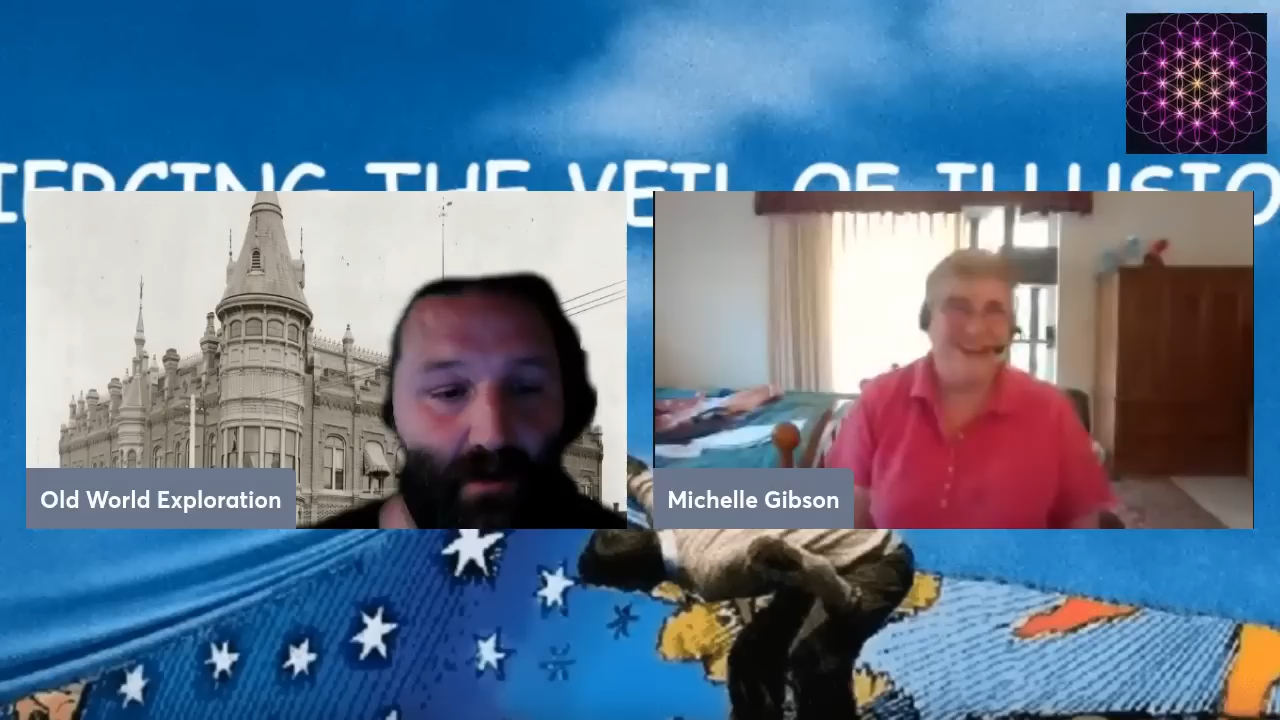 IERCING THE VEIL OF ILLUSIO
Old World Exploration
Michelle Gibson